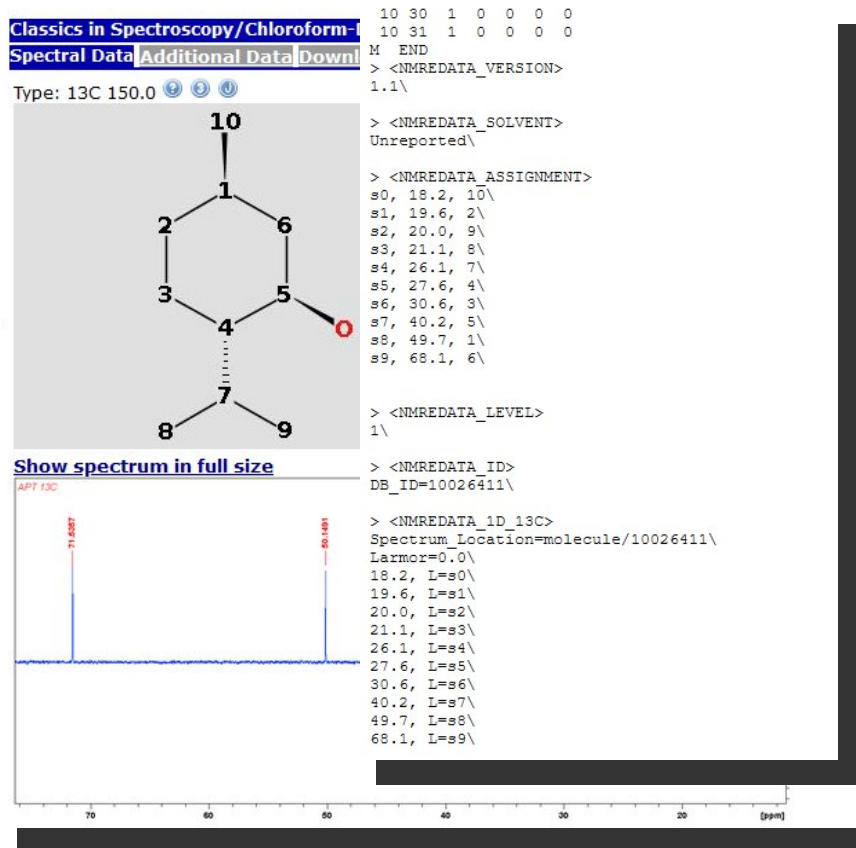 Classics in Spectroscopy/Chloroform-
Spectral Data Additional Data Downl
Type: 13C 150.0
10
1
2
6
3
5
4
O
7
8
9
Show spectrum in full size
APT 13C
71.5367
50.1491
70 60 50 40 30 20 [ppm]
10 30 1 0 0 0 0
10 31 1 0 0 0 0
M END
> <NMREDATA_VERSION>
1.1\
> <NMREDATA_SOLVENT>
Unreported\
> <NMREDATA_ASSIGNMENT>
s0, 18.2, 10\
s1, 19.6, 2\
s2, 20.0, 9\
s3, 21.1, 8\
s4, 26.1, 7\
s5, 27.6, 4\
s6, 30.6, 3\
s7, 40.2, 5\
s8, 49.7, 1\
s9, 68.1, 6\
> <NMREDATA_LEVEL>
1\
> <NMREDATA_ID>
DB_ID=10026411\
> <NMREDATA_1D_13C>
Spectrum_Location=molecule/10026411\
Larmor=0.0\
18.2, L=s0\
19.6, L=s1\
20.0, L=s2\
21.1, L=s3\
26.1, L=s4\
27.6, L=s5\
30.6, L=s6\
40.2, L=s7\
49.7, L=s8\
68.1, L=s9\